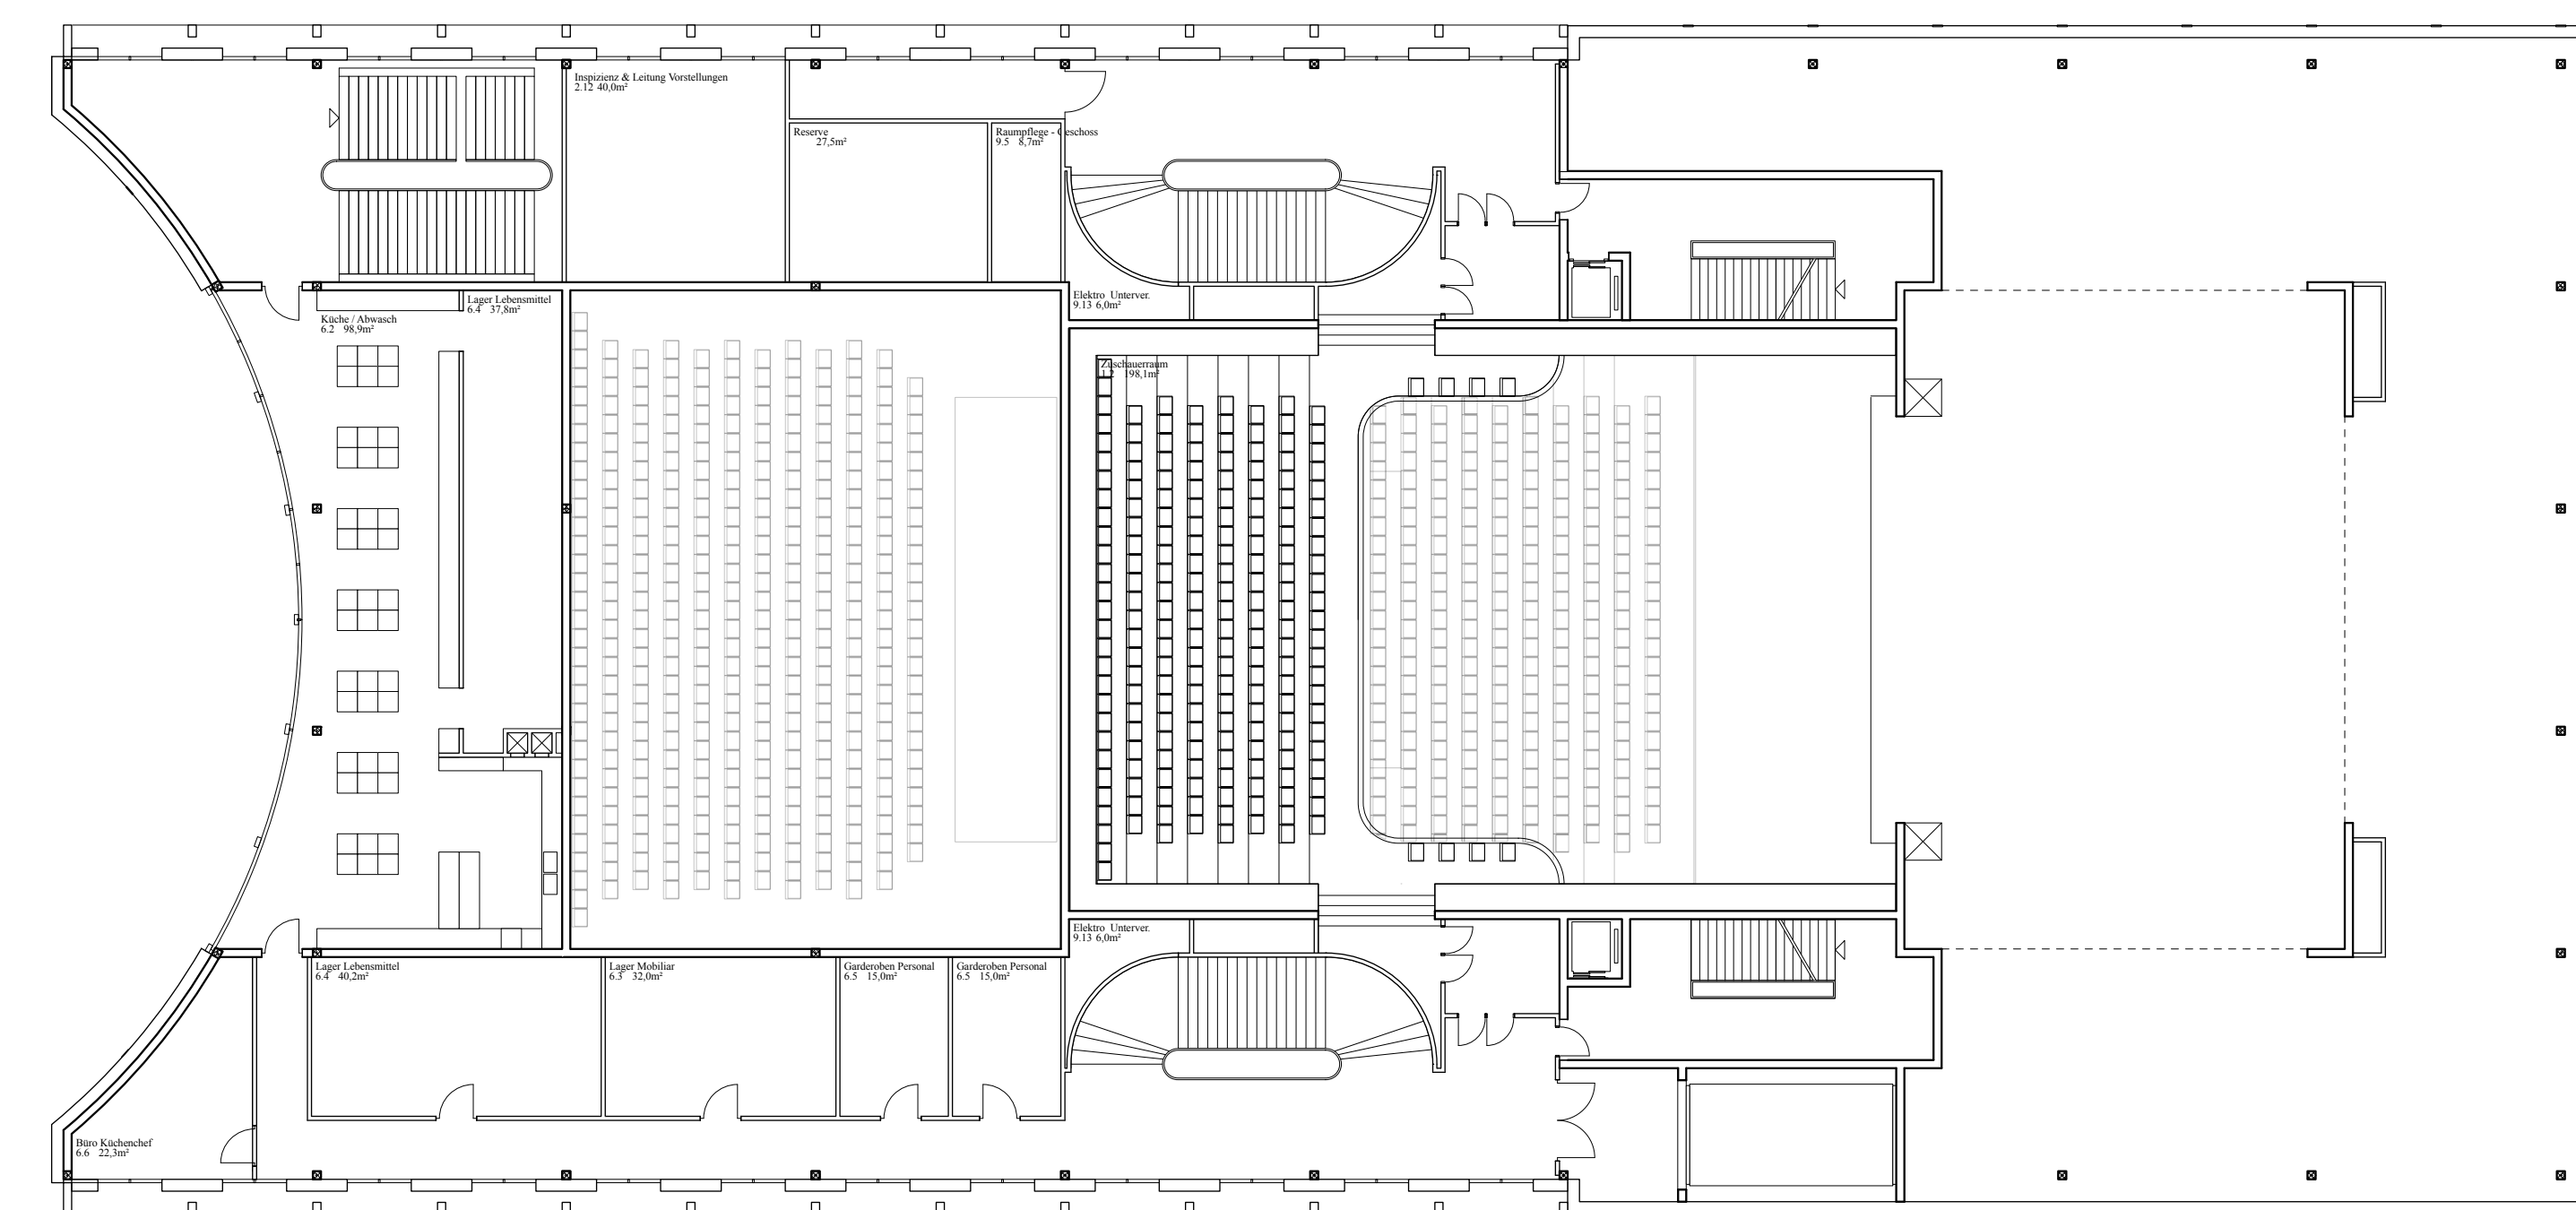 Inspizienz & Leitung Vorstellungen
2.12 40,0m²
Reserve
27,5m²
Raumpflege - Geschoss
9.5 8,7m²
Lager Lebensmittel
6.4 37,8m²
Küche / Abwasch
6.2 98,9m²
Elektro Unterver.
9.13 6,0m²
Zuschauerraum
1.2 198,1m²
Elektro Unterver.
9.13 6,0m²
Lager Lebensmittel
6.4 40,2m²
Lager Mobiliar
6.3 32,0m²
Garderoben Personal
6.5 15,0m²
Garderoben Personal
6.5 15,0m²
Büro Küchenchef
6.6 22,3m²